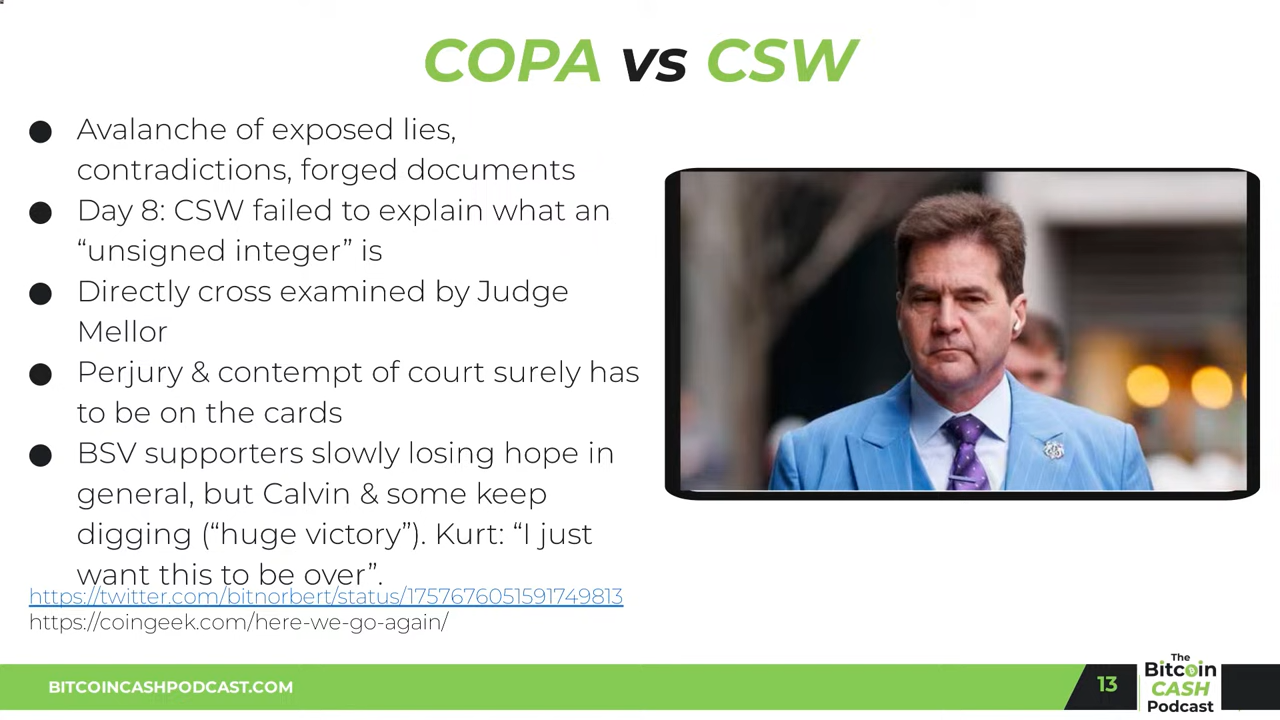 COPA vs CSW
● Avalanche of exposed lies,
contradictions, forged documents
● Day 8: CSW failed to explain what an
“unsigned integer” is
● Directly cross examined by Judge
Mellor
● Perjury & contempt of court surely has
to be on the cards
● BSV supporters slowly losing hope in
general, but Calvin & some keep
digging (“huge victory”). Kurt: “I just
want this to be over”.
https://twitter.com/bitnorbert/status/1757676051591749813
https://coingeek.com/here-we-go-again/
BITCOINCASHPODCAST.COM
13
The
Bitcoin
CASH
Podcast